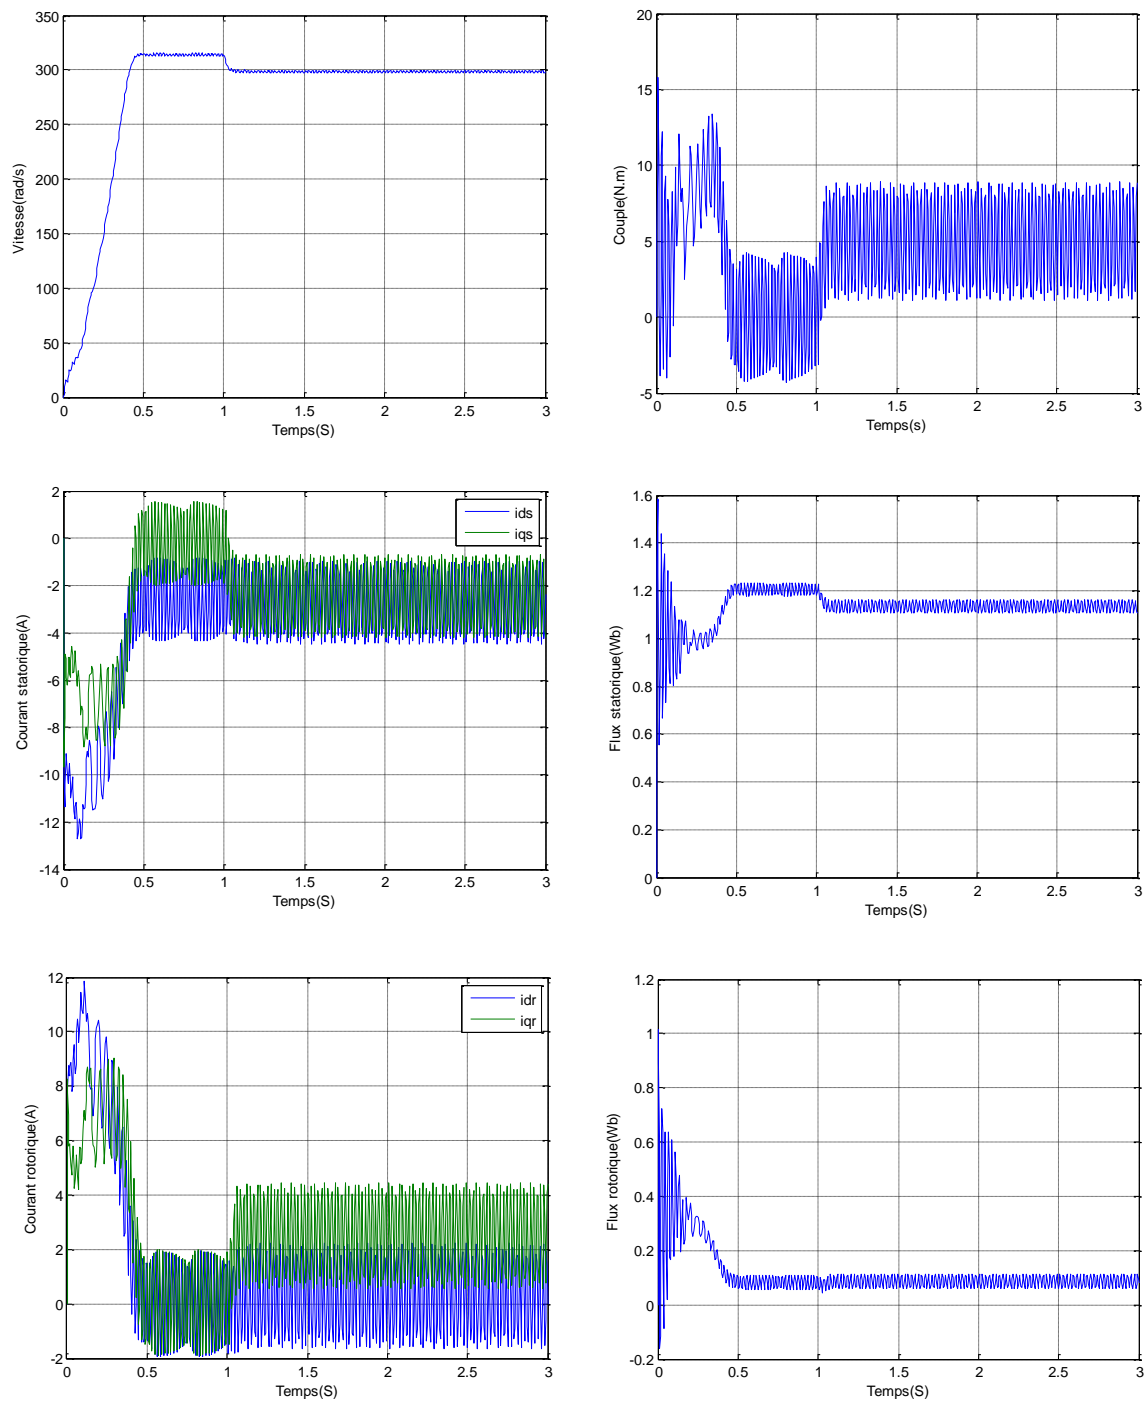 350
300
250
200
150
100
50
0
Vitesse(rad/s)
0 0.5 1 1.5 2 2.5 3
Temps(S)
20
15
10
5
0
-5
Couple(N.m)
0 0.5 1 1.5 2 2.5 3
Temps(s)
2
0
-2
-4
-6
-8
-10
-12
-14
Courant statorique(A)
ids
iqs
0 0.5 1 1.5 2 2.5 3
Temps(S)
1.6
1.4
1.2
1
0.8
0.6
0.4
0.2
0
Flux statorique(Wb)
0 0.5 1 1.5 2 2.5 3
Temps(S)
12
10
8
6
4
2
0
-2
Courant rotorique(A)
idr
iqr
0 0.5 1 1.5 2 2.5 3
Temps(S)
1.2
1
0.8
0.6
0.4
0.2
0
-0.2
Flux rotorique(Wb)
0 0.5 1 1.5 2 2.5 3
Temps(S)